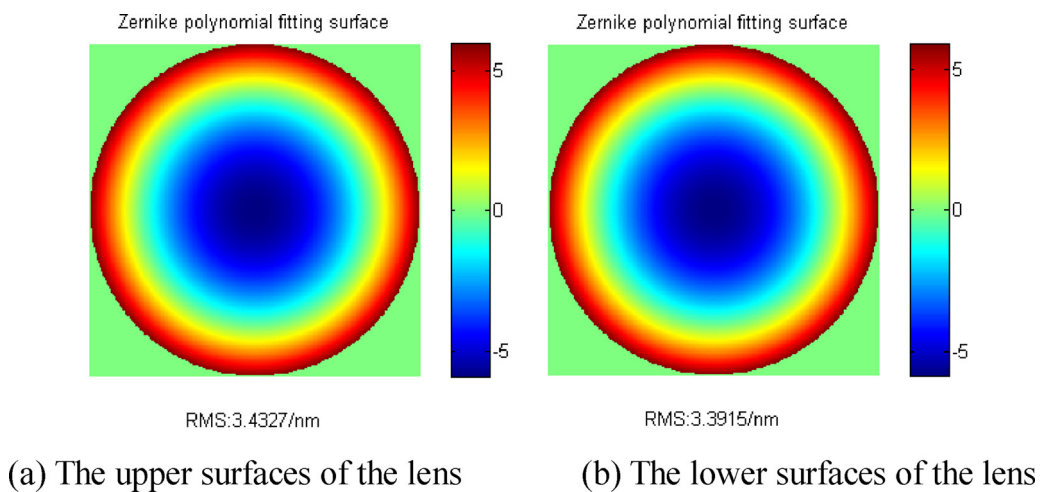 Zernike polynomial fitting surface
Zernike polynomial fitting surface
5
0
-5
5
0
-5
RMS:3.4327/nm
RMS:3.3915/nm
(a) The upper surfaces of the lens
(b) The lower surfaces of the lens